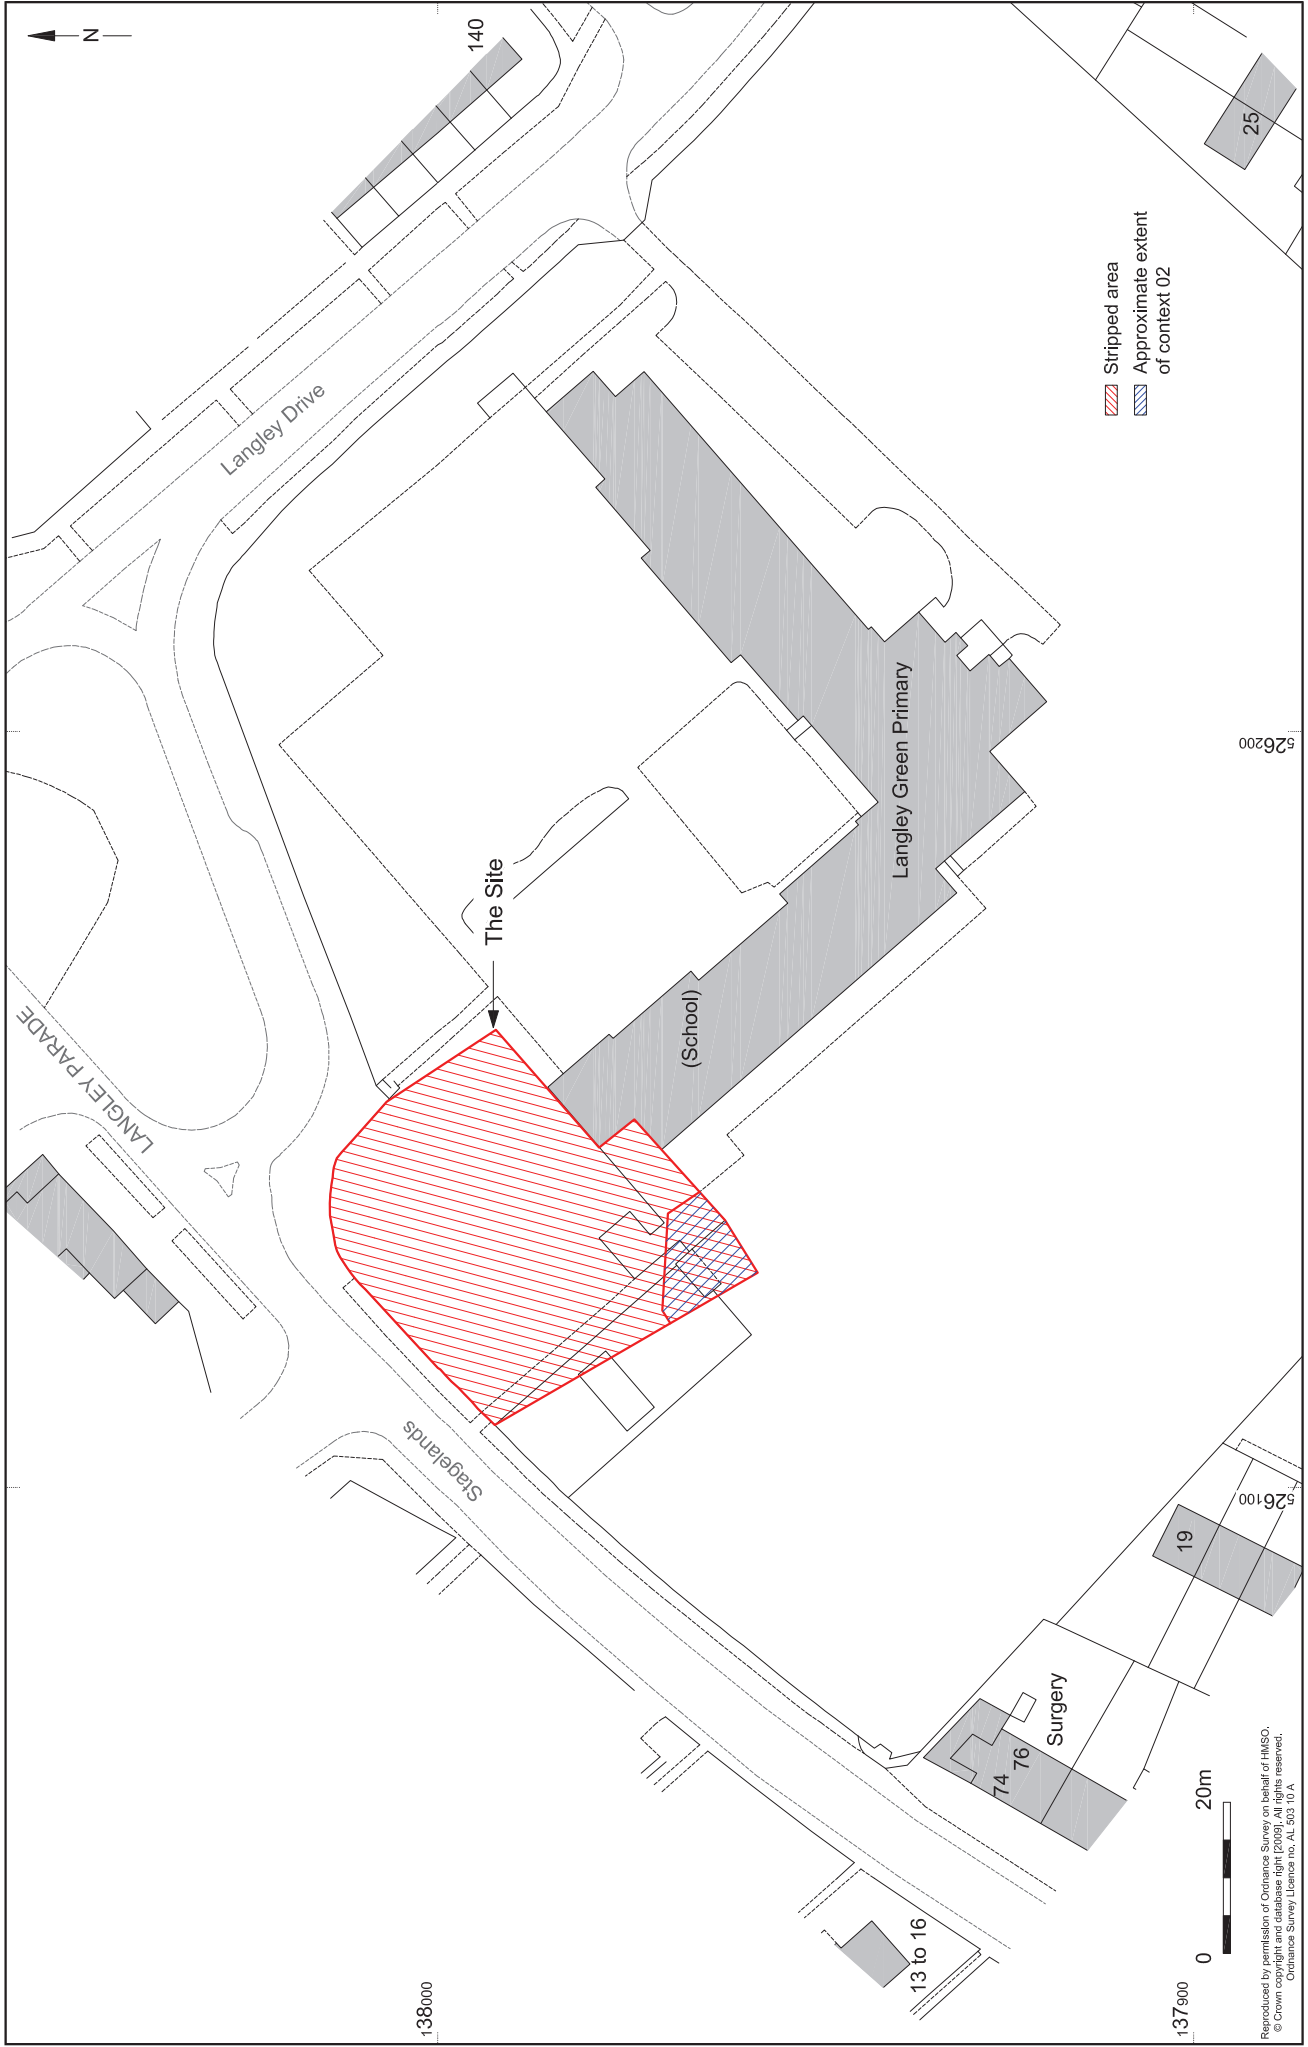 N
140
25
Langley Drive
Stripped area
Approximate extent
of context 02
LANGLEY PARADE
The Site
Langley Green Primary
(School)
526200
Stagelands
526100
19
Surgery
74
76
13 to 16
138000
137900
0 20m
Reproduced by permission of Ordnance Survey on behalf of HMSO.
© Crown copyright and database right [2009]. All rights reserved.
Ordnance Survey Licence no. AL 503 10 A